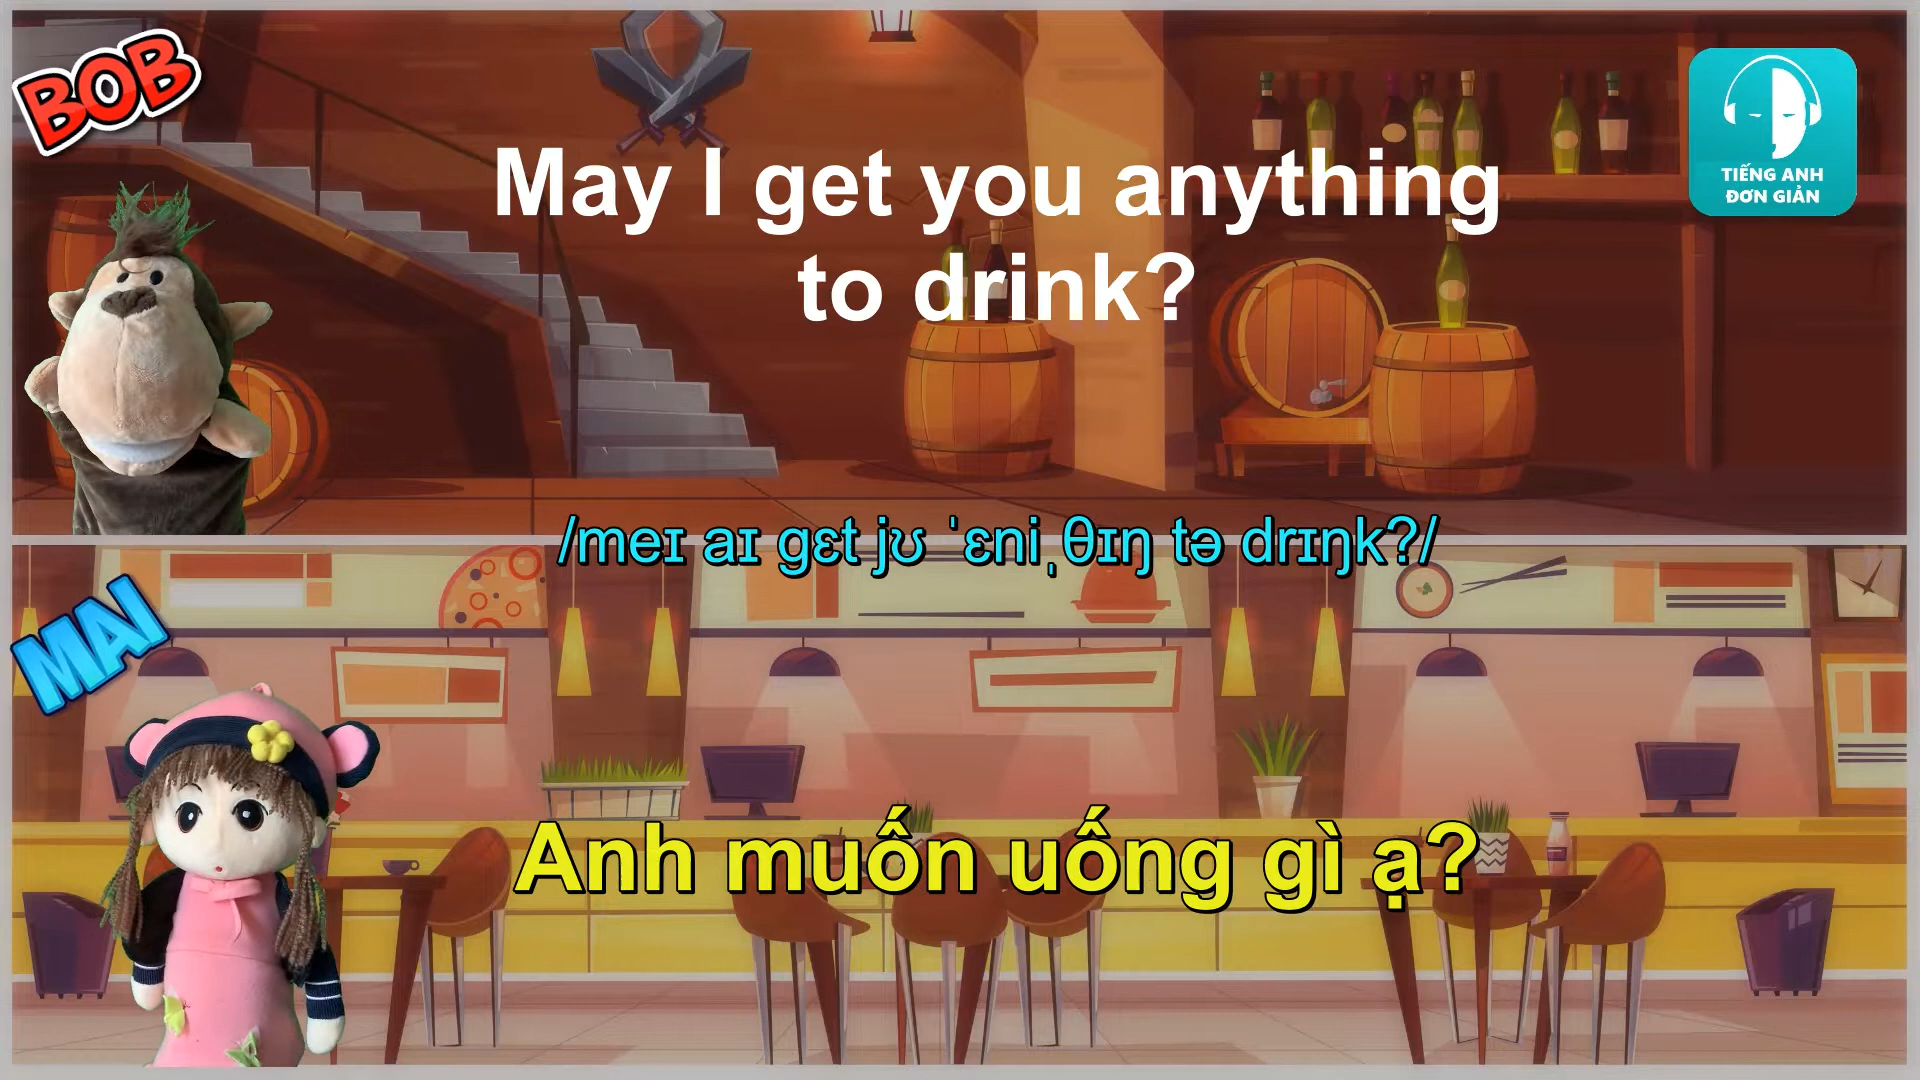 BOB
May I get you anything
to drink?
TIẾNG ANH
ĐƠN GIẢN
/meɪ aɪ gɛt jʊ ˈɛniˌθɪŋ tə drɪŋk?/
MAI
Anh muốn uống gì ạ?